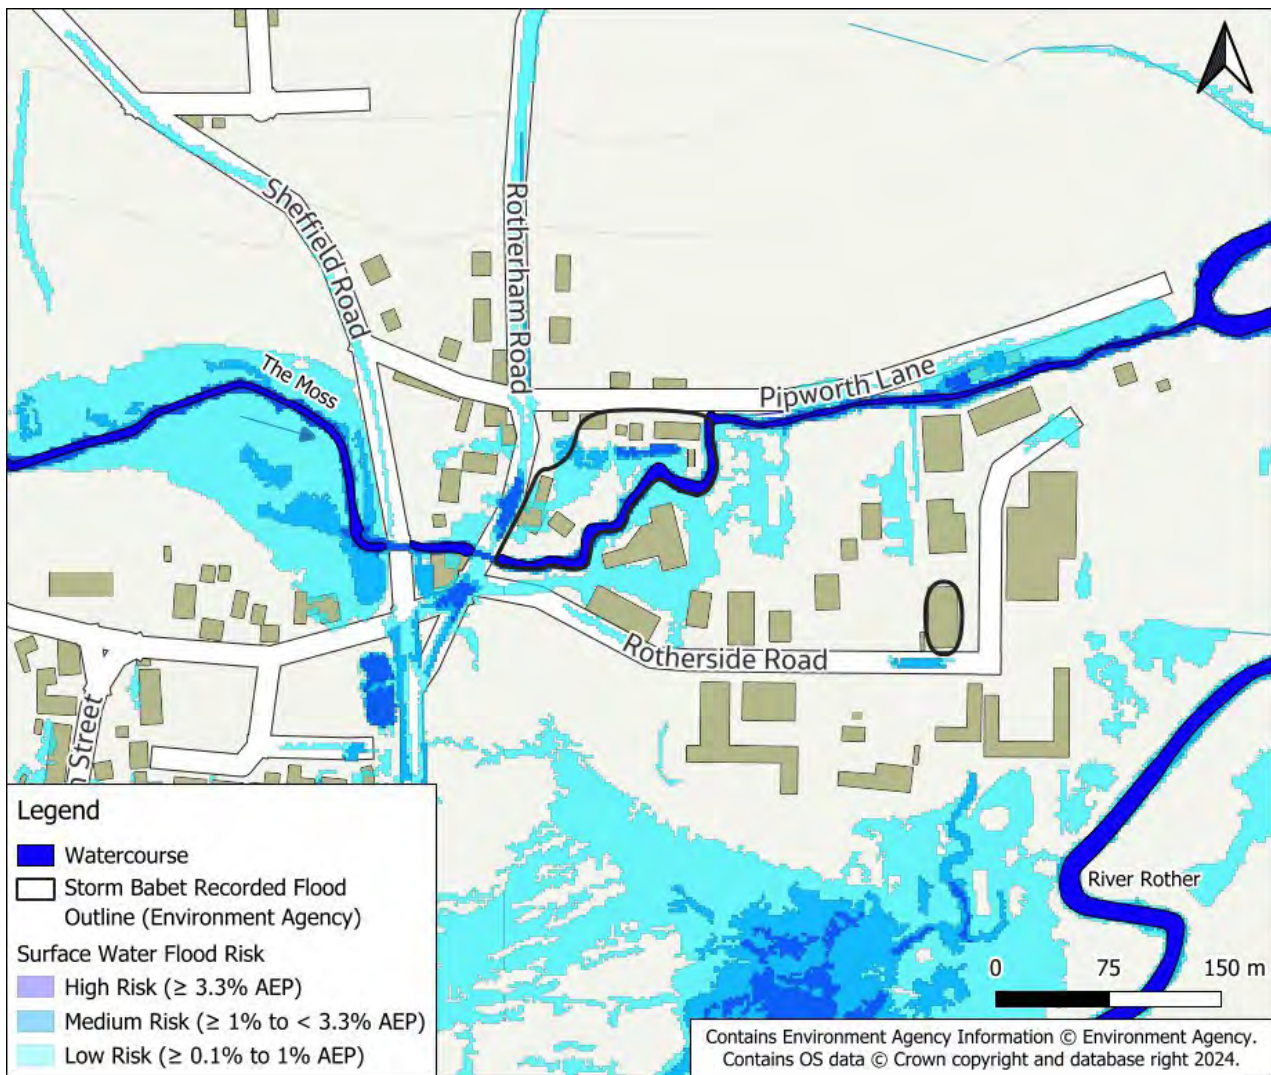 Sheffield Road
Rotherham Road
The Moss
Pipworth Lane
Rotherside Road
Street
River Rother
0 75 150 m
Legend
Watercourse
Storm Babet Recorded Flood
Outline (Environment Agency)
Surface Water Flood Risk
High Risk (≥ 3.3% AEP)
Medium Risk (≥ 1% to < 3.3% AEP)
Low Risk (≥ 0.1% to 1% AEP)
Contains Environment Agency Information © Environment Agency.
Contains OS data © Crown copyright and database right 2024.